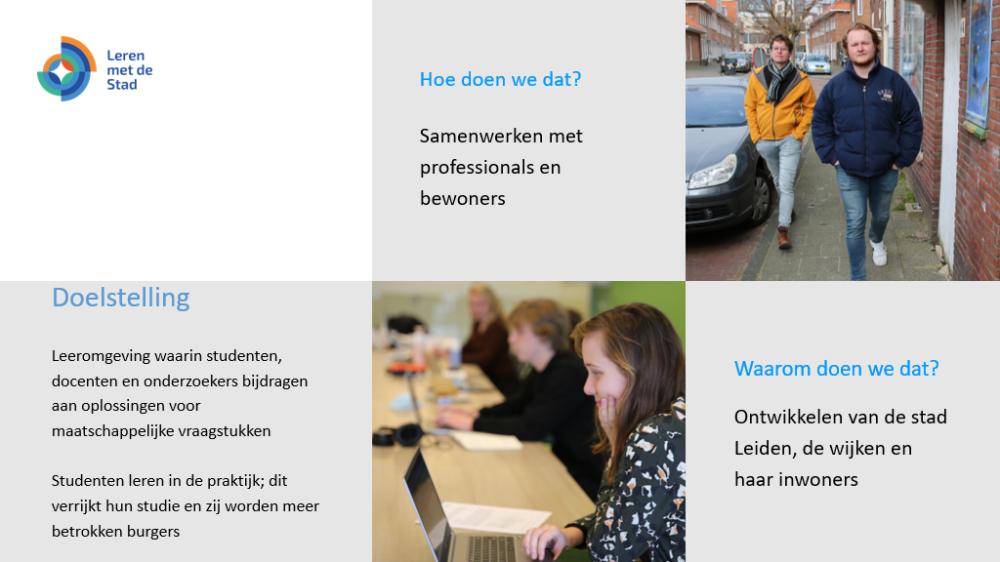 Leren
met de
Stad
Hoe doen we dat?
Samenwerken met
professionals en
bewoners
Doelstelling
Leeromgeving waarin studenten,
docenten en onderzoekers bijdragen
aan oplossingen voor
maatschappelijke vraagstukken
Studenten leren in de praktijk; dit
verrijkt hun studie en zij worden meer
betrokken burgers
Waarom doen we dat?
Ontwikkelen van de stad
Leiden, de wijken en
haar inwoners